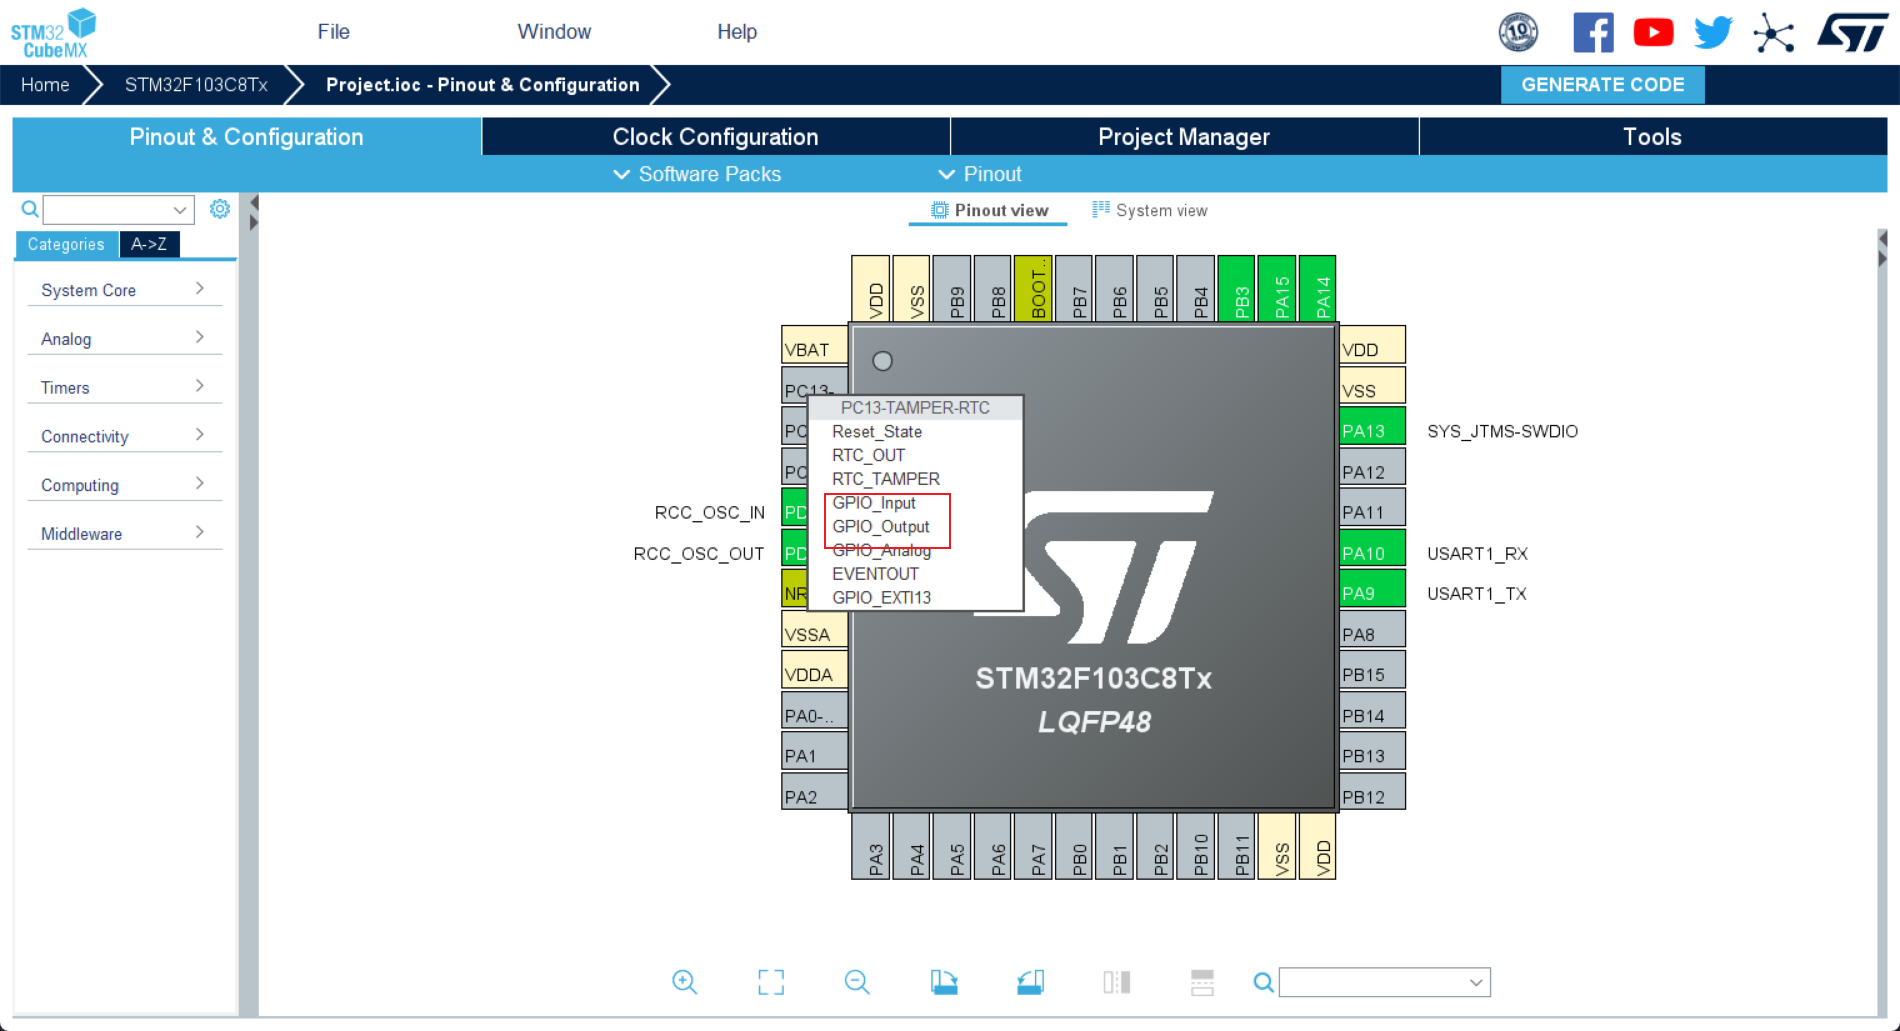 STM32
CubeMX
File
Window
Help
10
Home
STM32F103C8Tx
Project.ioc - Pinout & Configuration
GENERATE CODE
Pinout & Configuration
Clock Configuration
Project Manager
Tools
Software Packs
Pinout
Categories
A->Z
System Core
Analog
Timers
Connectivity
Computing
Middleware
Pinout view
System view
VDD
VSS
PB9
PB8
BOOT..
PB7
PB6
PB5
PB4
PB3
PA15
PA14
VBAT
PC13-
PC
PC
RCC_OSC_IN
PD
RCC_OSC_OUT
PD
NR
VSSA
VDDA
PA0-..
PA1
PA2
PC13-TAMPER-RTC
Reset_State
RTC_OUT
RTC_TAMPER
GPIO_Input
GPIO_Output
GPIO_Analog
EVENTOUT
GPIO_EXTI13
STM32F103C8Tx
LQFP48
VDD
VSS
PA13
SYS_JTMS-SWDIO
PA12
PA11
PA10
USART1_RX
PA9
USART1_TX
PA8
PB15
PB14
PB13
PB12
PA3
PA4
PA5
PA6
PA7
PB0
PB1
PB2
PB10
PB11
VSS
VDD